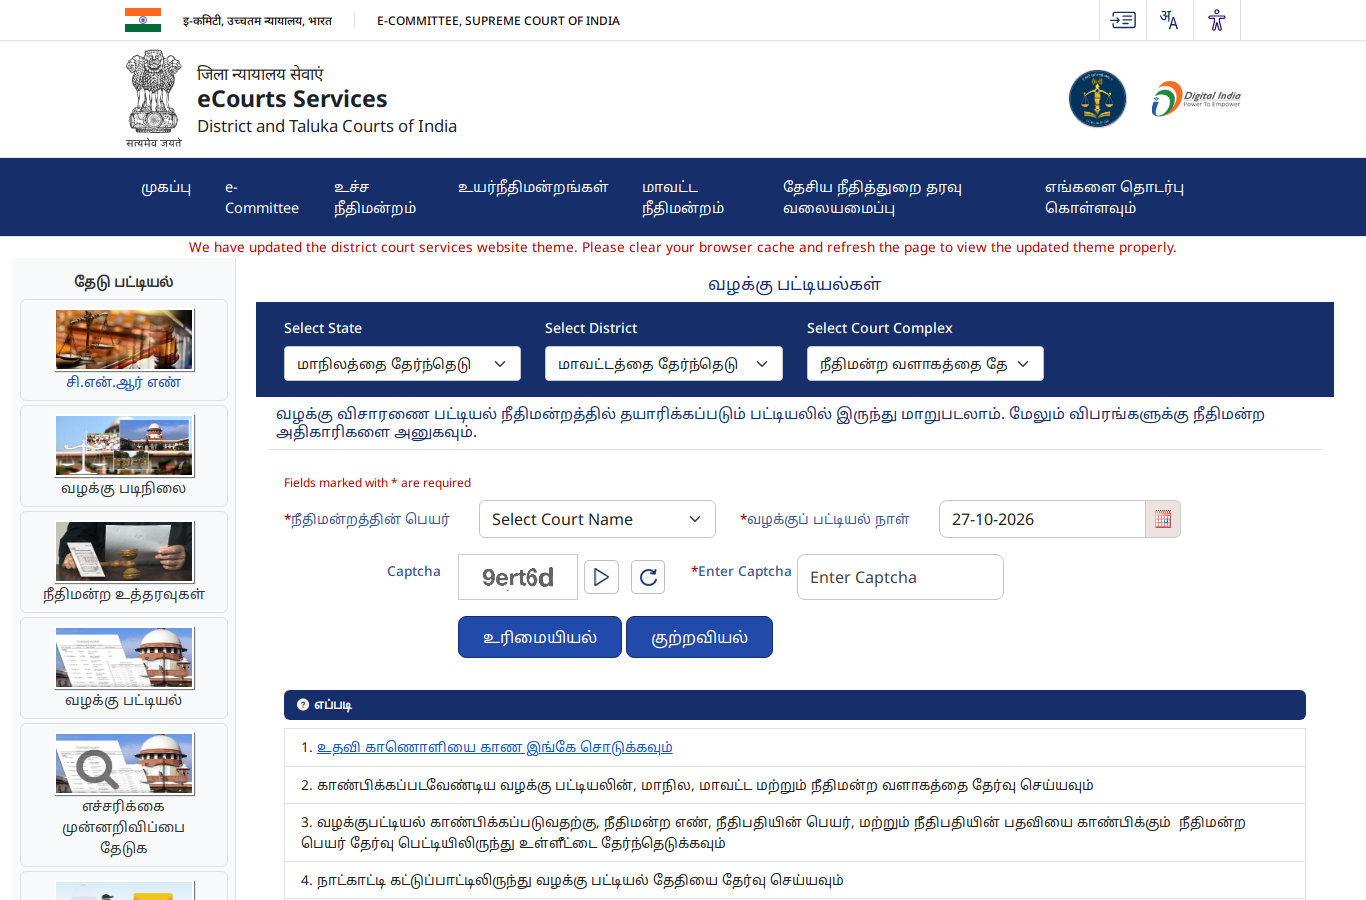 इ-कमिटी, उच्चतम न्यायालय, भारत
E-COMMITTEE, SUPREME COURT OF INDIA
अ
A
जिला न्यायालय सेवाएं
eCourts Services
District and Taluka Courts of India
सत्यमेव जयते
Digital India
Power To Empower
முகப்பு
e-Committee
உச்ச நீதிமன்றம்
உயர்நீதிமன்றங்கள்
மாவட்ட நீதிமன்றம்
தேசிய நீதித்துறை தரவு வலையமைப்பு
எங்களை தொடர்பு கொள்ளவும்
We have updated the district court services website theme. Please clear your browser cache and refresh the page to view the updated theme properly.
தேடு பட்டியல்
சி.என்.ஆர் எண்
வழக்கு படிநிலை
நீதிமன்ற உத்தரவுகள்
வழக்கு பட்டியல்
எச்சரிக்கை
முன்னறிவிப்பை
தேடுக
வழக்கு பட்டியல்கள்
Select State
Select District
Select Court Complex
மாநிலத்தை தேர்ந்தெடு
மாவட்டத்தை தேர்ந்தெடு
நீதிமன்ற வளாகத்தை தே
வழக்கு விசாரணை பட்டியல் நீதிமன்றத்தில் தயாரிக்கப்படும் பட்டியலில் இருந்து மாறுபடலாம். மேலும் விபரங்களுக்கு நீதிமன்ற
அதிகாரிகளை அனுகவும்.
Fields marked with * are required
*நீதிமன்றத்தின் பெயர்
Select Court Name
*வழக்குப் பட்டியல் நாள்
27-10-2026
Captcha
9ert6d
*Enter Captcha
Enter Captcha
உரிமையியல்
குற்றவியல்
எப்படி
1. உதவி காணொளியை காண இங்கே சொடுக்கவும்
2. காண்பிக்கப்படவேண்டிய வழக்கு பட்டியலின், மாநில, மாவட்ட மற்றும் நீதிமன்ற வளாகத்தை தேர்வு செய்யவும்
3. வழக்குபட்டியல் காண்பிக்கப்படுவதற்கு, நீதிமன்ற எண், நீதிபதியின் பெயர், மற்றும் நீதிபதியின் பதவியை காண்பிக்கும் நீதிமன்ற
பெயர் தேர்வு பெட்டியிலிருந்து உள்ளீட்டை தேர்ந்தெடுக்கவும்
4. நாட்காட்டி கட்டுப்பாட்டிலிருந்து வழக்கு பட்டியல் தேதியை தேர்வு செய்யவும்